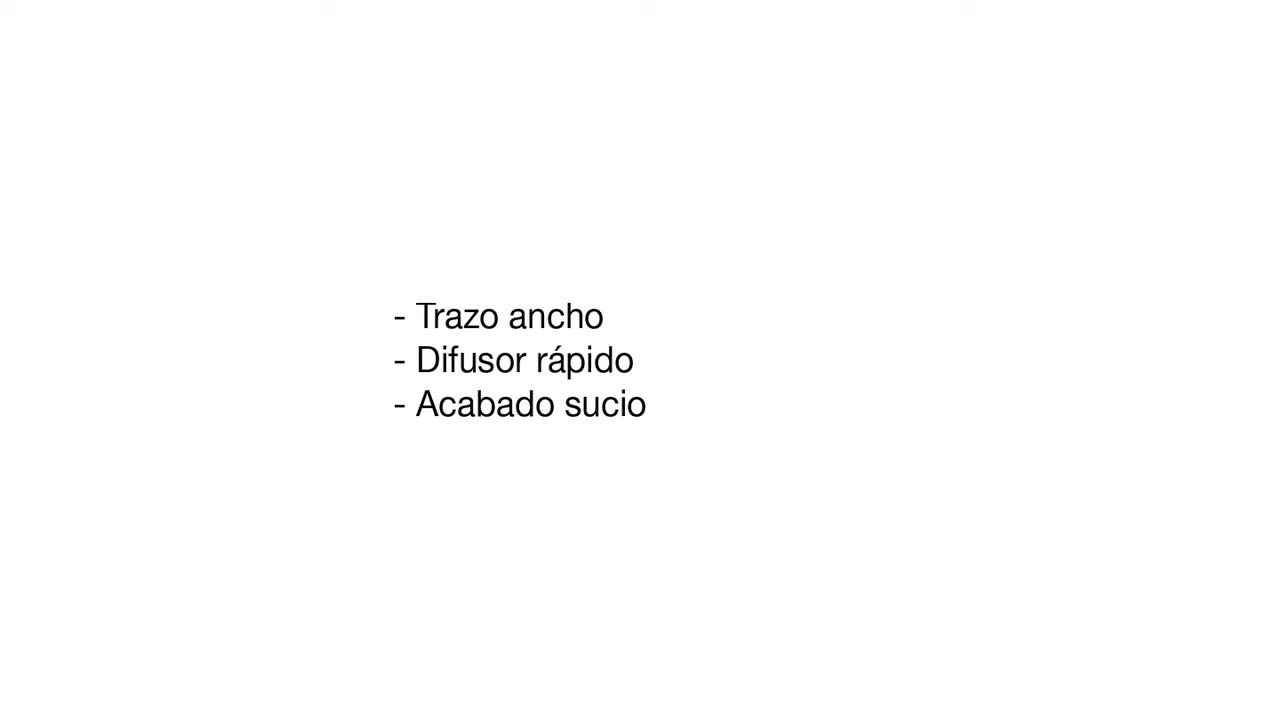 - Trazo ancho
- Difusor rápido
- Acabado sucio